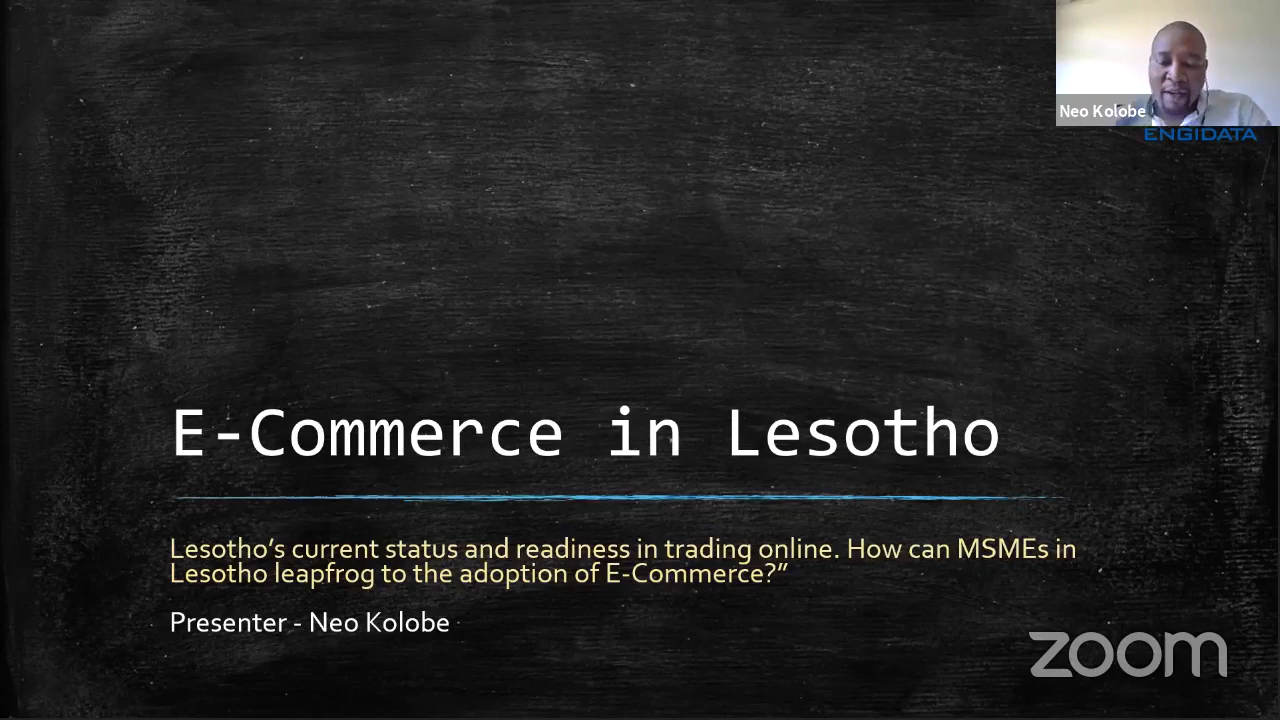 Neo Kolobe
ENGIDATA
E-Commerce in Lesotho
Lesotho’s current status and readiness in trading online. How can MSMEs in
Lesotho leapfrog to the adoption of E-Commerce?”
Presenter - Neo Kolobe
zoom